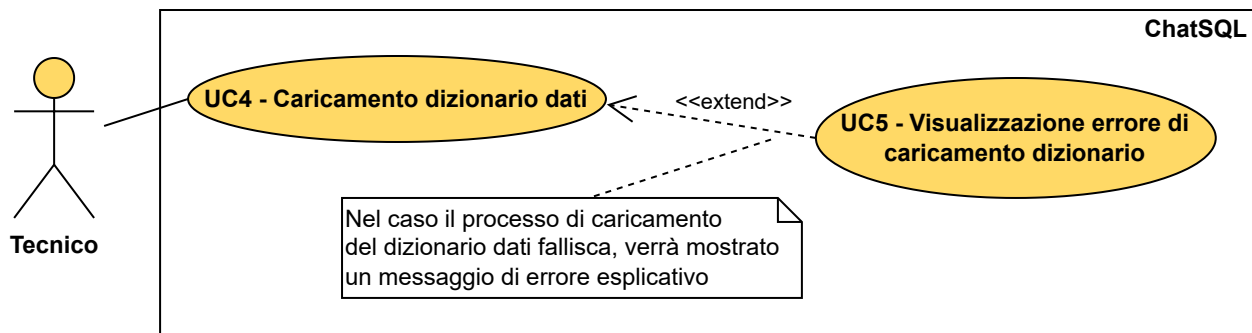 ChatSQL
UC4 - Caricamento dizionario dati
<<extend>>
UC5 - Visualizzazione errore di
caricamento dizionario
Nel caso il processo di caricamento
del dizionario dati fallisca, verrà mostrato
un messaggio di errore esplicativo
Tecnico